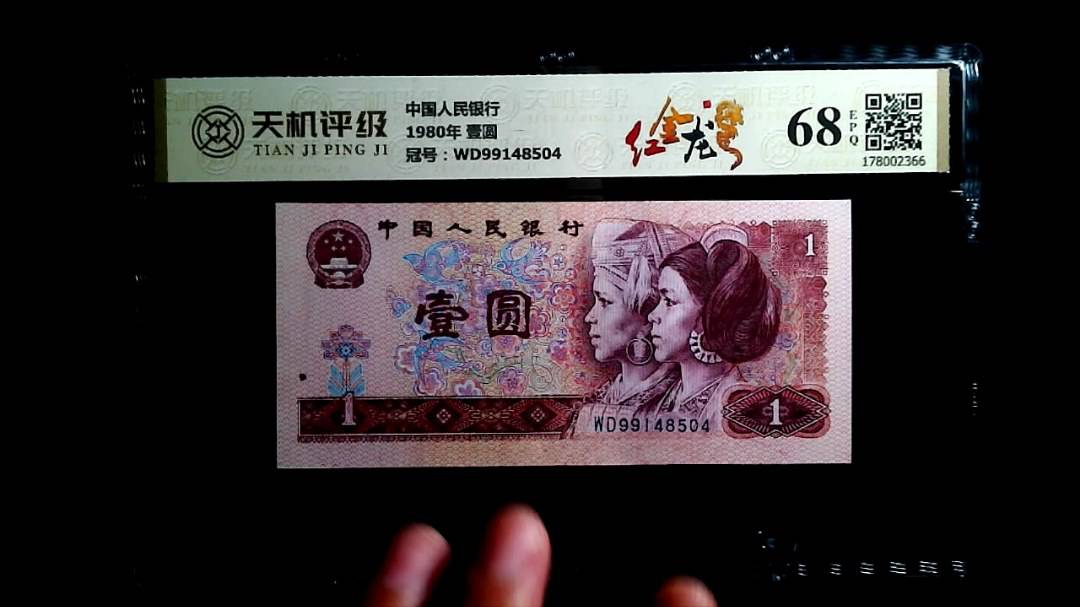 天机评级
TIAN JI PING JI
中国人民银行
1980年 壹圆
冠号：WD99148504
红金龙
68
EPQ
178002366
中国人民银行
1
壹圆
1
WD99148504
1